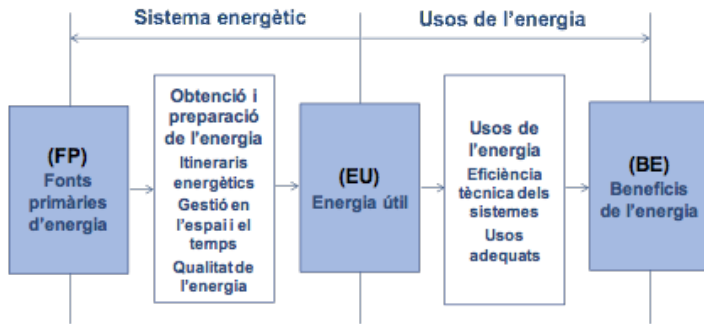 Sistema energètic
Usos de l'energia
(FP)
Fonts
primàries
d'energia
Obtenció i
preparació
de l'energia
Itineraris
energètics
Gestió en
l'espai i el
temps
Qualitat de
l'energia
(EU)
Energia útil
Usos de
l'energia
Eficiència
tècnica dels
sistemes
Usos
adequats
(BE)
Beneficis
de l'energia